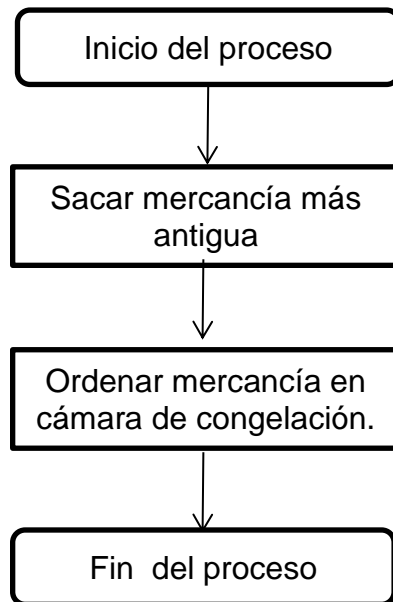 Inicio del proceso
Sacar mercancía más
antigua
Ordenar mercancía en
cámara de congelación.
Fin  del proceso